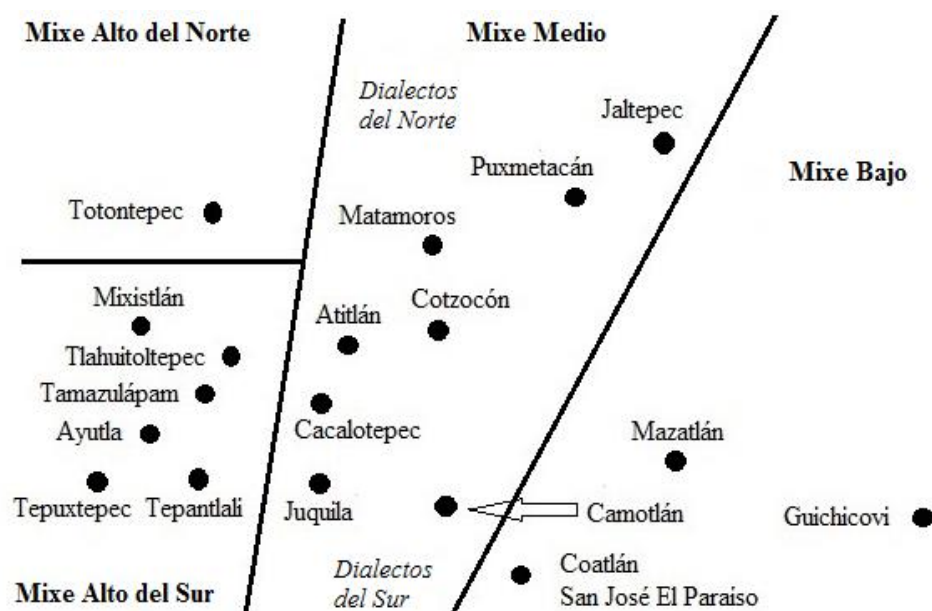 Mixe Alto del Norte
Mixe Medio
Dialectos
del Norte
Jaltepec
Puxmetacán
Mixe Bajo
Totontepec
Matamoros
Mixistlán
Atitlán
Cotzocón
Tlahuitoltepec
Tamazulápam
Ayutla
Cacalotepec
Mazatlán
Tepuxtepec
Tepantlali
Juquila
Camotlán
Guichicovi
Mixe Alto del Sur
Dialectos
del Sur
Coatlán
San José El Paraiso